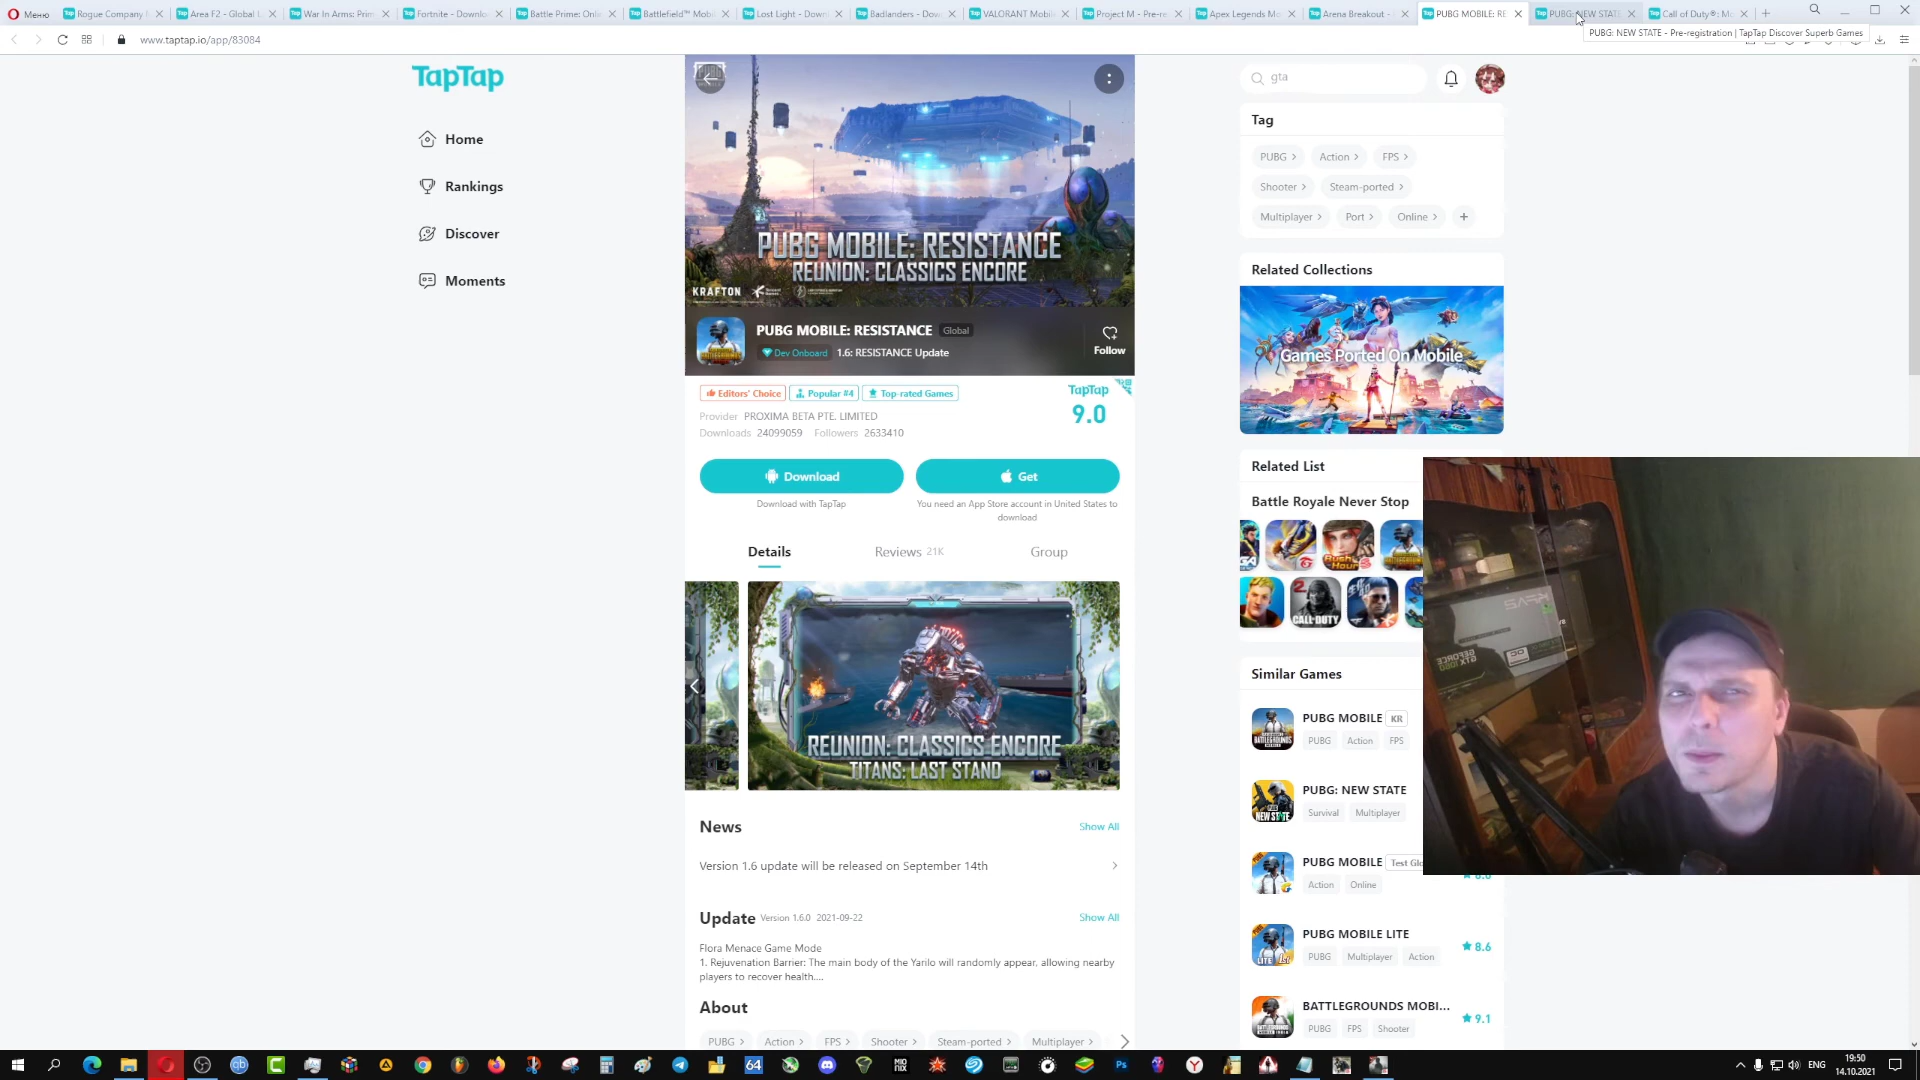 Меню
Rogue Company
Area F2 - Global
War In Arms: Prim
Fortnite - Downlo
Battle Prime: Onli
Battlefield™ Mobi
Lost Light - Down
Badlanders - Dow
VALORANT Mobile
Project M - Pre-re
Apex Legends Mo
Arena Breakout -
PUBG MOBILE: RE
PUBG: NEW STATE
Call of Duty®: Mo
www.taptap.io/app/83084
PUBG: NEW STATE - Pre-registration | TapTap Discover Superb Games
TapTap
Home
Rankings
Discover
Moments
PUBG MOBILE: RESISTANCE
REUNION: CLASSICS ENCORE
KRAFTON
PUBG MOBILE: RESISTANCE Global
Dev Onboard 1.6: RESISTANCE Update
Follow
Editors' Choice Popular #4 Top-rated Games
TapTap
9.0
Provider PROXIMA BETA PTE. LIMITED
Downloads 24099059 Followers 2633410
Download
Get
Download with TapTap
You need an App Store account in United States to
download
Details Reviews 21K Group
REUNION: CLASSICS ENCORE
TITANS: LAST STAND
News Show All
Version 1.6 update will be released on September 14th
Update Version 1.6.0 2021-09-22 Show All
Flora Menace Game Mode
1. Rejuvenation Barrier: The main body of the Yarilo will randomly appear, allowing nearby
players to recover health....
About
PUBG Action FPS Shooter Steam-ported Multiplayer
gta
Tag
PUBG Action FPS
Shooter Steam-ported
Multiplayer Port Online +
Related Collections
Games Ported On Mobile
Related List
Battle Royale Never Stop
Rush Hour
CALL·DUTY
Similar Games
PUBG MOBILE KR
PUBG Action FPS
PUBG: NEW STATE
Survival Multiplayer
PUBG MOBILE Test Glo
Action Online
PUBG MOBILE LITE
8.6
PUBG Multiplayer Action
BATTLEGROUNDS MOBI...
9.1
PUBG FPS Shooter
GEFORCE
GTX 1080
64
Ps
ENG
19:50
14.10.2021